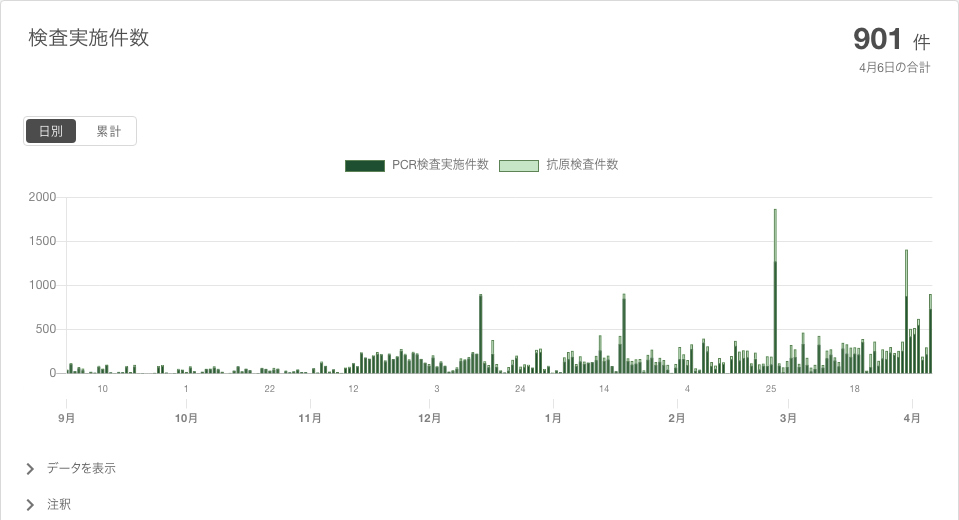 検査実施件数
901 件
4月6日の合計
日別 累計
PCR検査実施件数 抗原検査件数
2000
1500
1000
500
0
10 1 22 12 3 24 14 4 25 18
9月 10月 11月 12月 1月 2月 3月 4月
データを表示
注釈